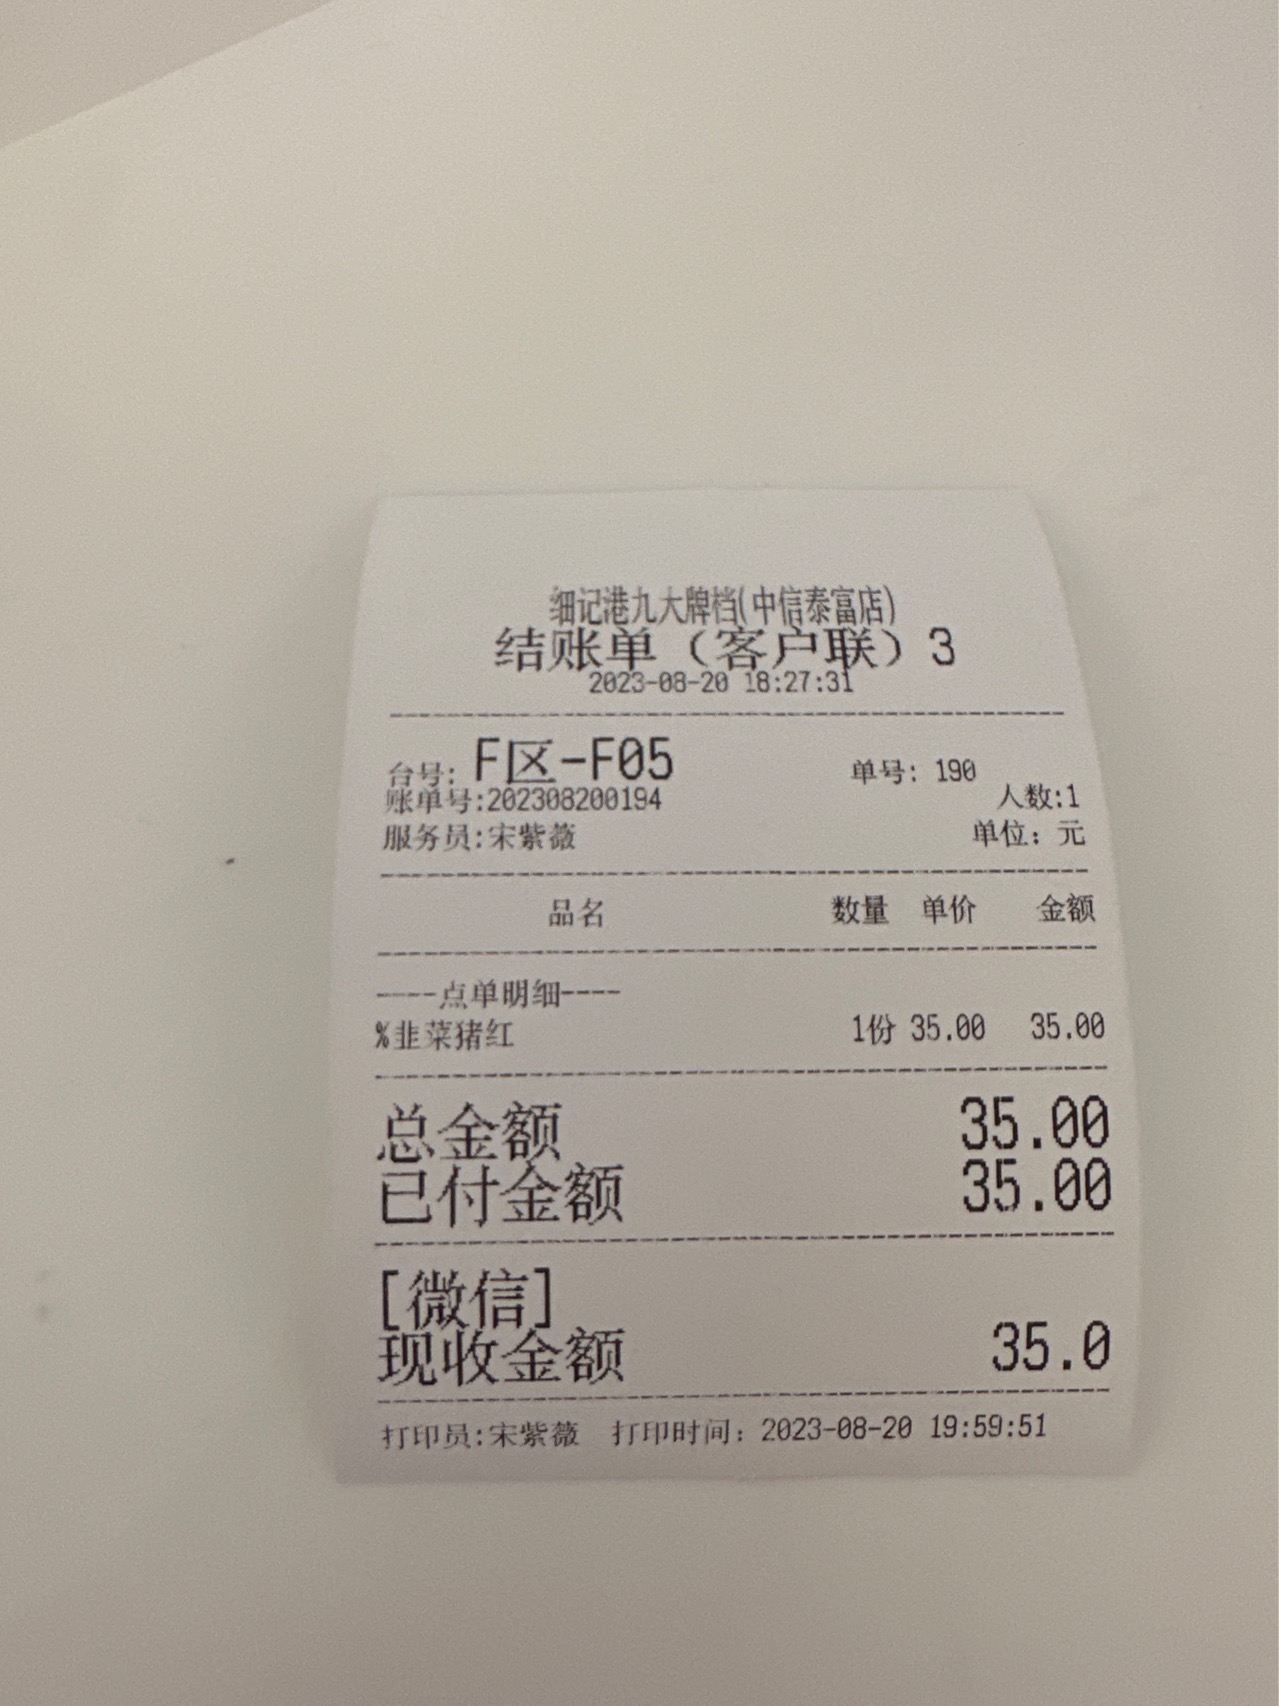 细记港九大牌档(中信泰富店)
结账单（客户联）3
2023-08-20 18:27:31
台号: F区-F05 单号: 190
账单号:202308200194 人数:1
服务员:宋紫薇 单位: 元
品名 数量 单价 金额
----点单明细----
%韭菜猪红 1份 35.00 35.00
总金额 35.00
已付金额 35.00
[微信]
现收金额 35.0
打印员:宋紫薇 打印时间: 2023-08-20 19:59:51